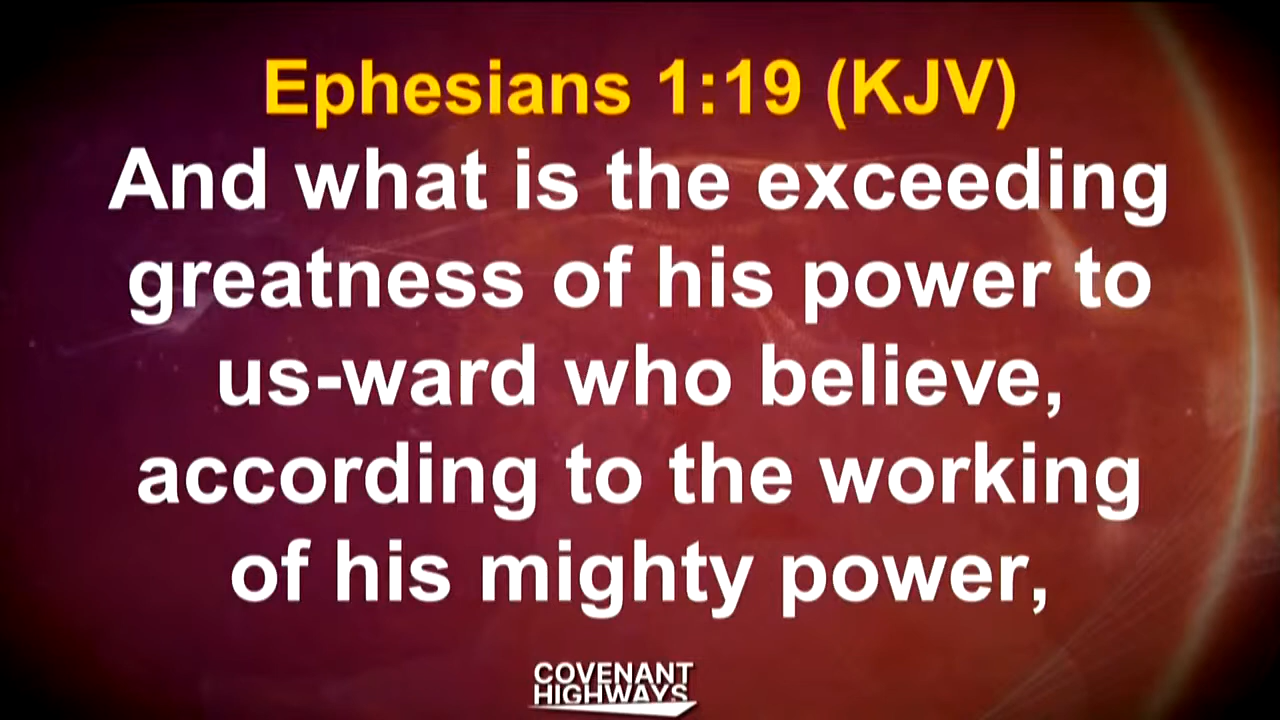 Ephesians 1:19 (KJV)
And what is the exceeding
greatness of his power to
us-ward who believe,
according to the working
of his mighty power,
COVENANT
HIGHWAYS